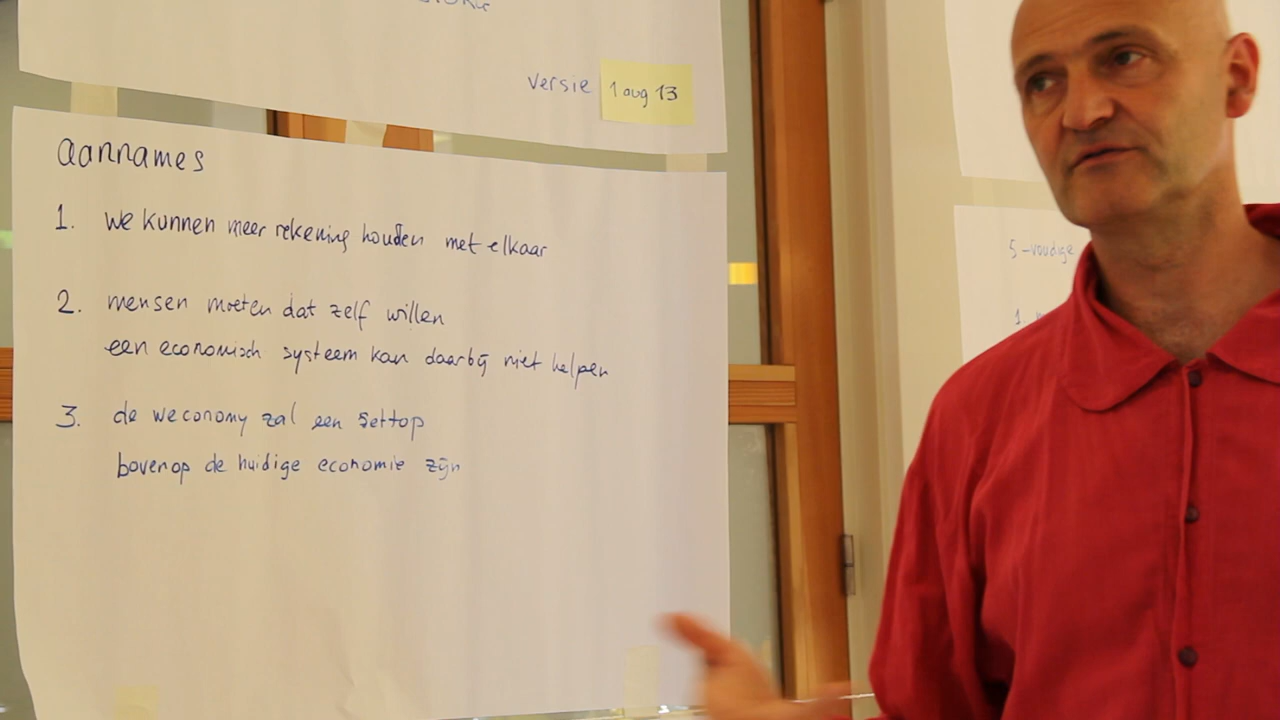 versie 1 aug 13
aannames
1. we kunnen meer rekening houden met elkaar
2. mensen moeten dat zelf willen
een economisch systeem kan daarbij niet helpen
3. de weconomy zal een settop
bovenop de huidige economie zijn
5-voudige
1.